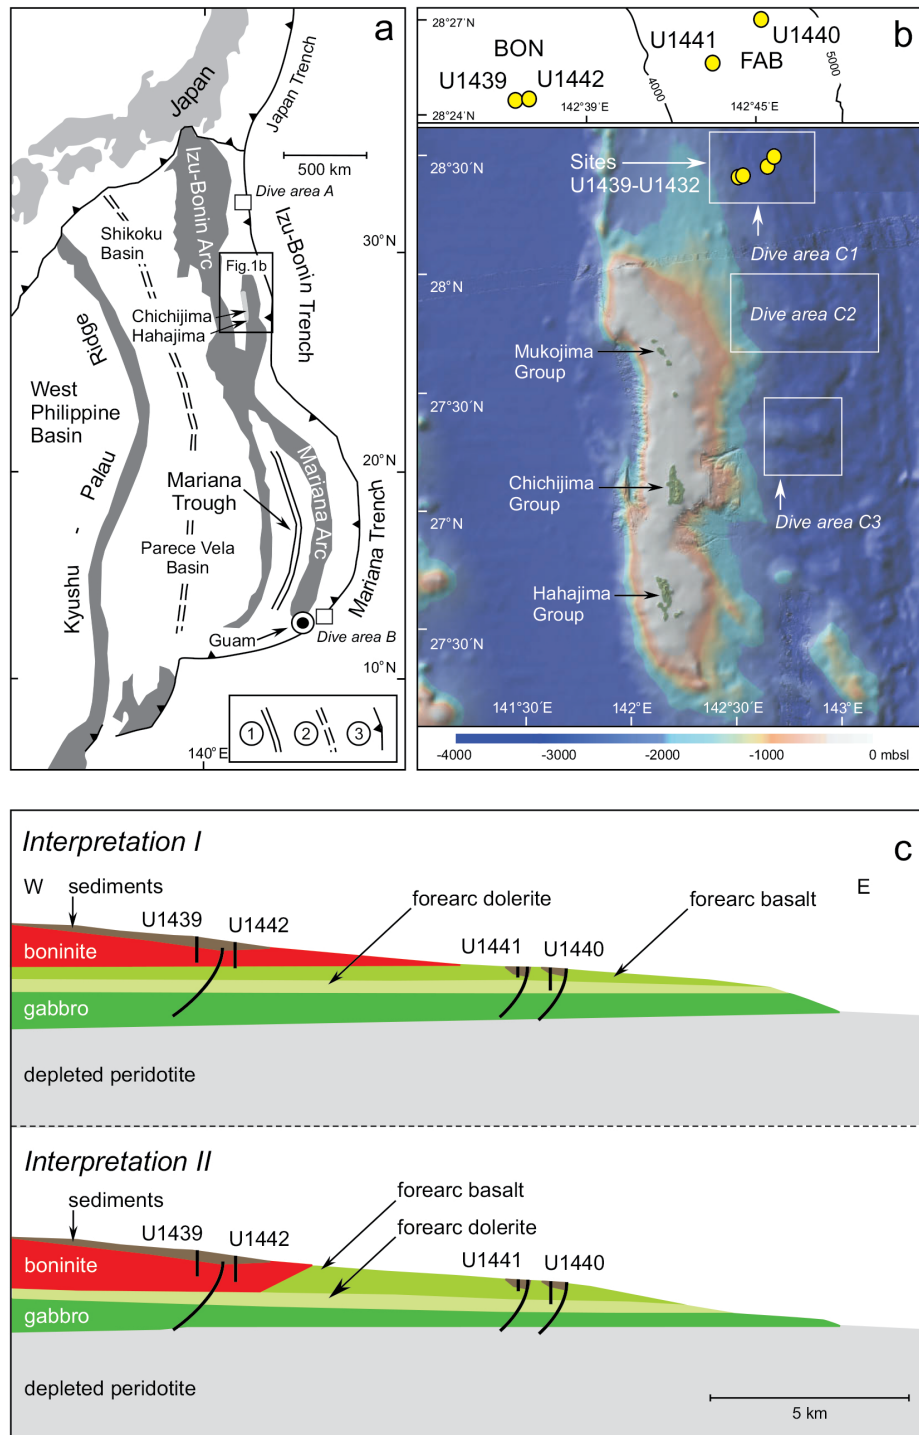 a
Japan
Japan Trench
500 km
Izu-Bonin Arc
Dive area A
Izu-Bonin Trench
Shikoku
Basin
30°N
Fig.1b
Chichijima
Hahajima
Ridge
West
Philippine
Basin
Palau
-
Kyushu
20°N
Mariana
Trough
Mariana Arc
Mariana Trench
Parece Vela
Basin
Guam
Dive area B
10°N
1
2
3
140°E
b
28°27´N
U1440
U1441
BON
FAB
U1439
U1442
4000
5000
28°24´N
142°39´E
142°45´E
28°30´N
Sites
U1439-U1432
Dive area C1
28°N
Dive area C2
Mukojima
Group
27°30´N
Chichijima
Group
27°N
Dive area C3
Hahajima
Group
27°30´N
141°30´E
142°E
142°30´E
143°E
-4000
-3000
-2000
-1000
0 mbsl
Interpretation I
c
W
sediments
forearc dolerite
forearc basalt
E
U1439
U1442
U1441
U1440
boninite
gabbro
depleted peridotite
Interpretation II
sediments
forearc basalt
forearc dolerite
U1439
U1442
U1441
U1440
boninite
gabbro
depleted peridotite
5 km